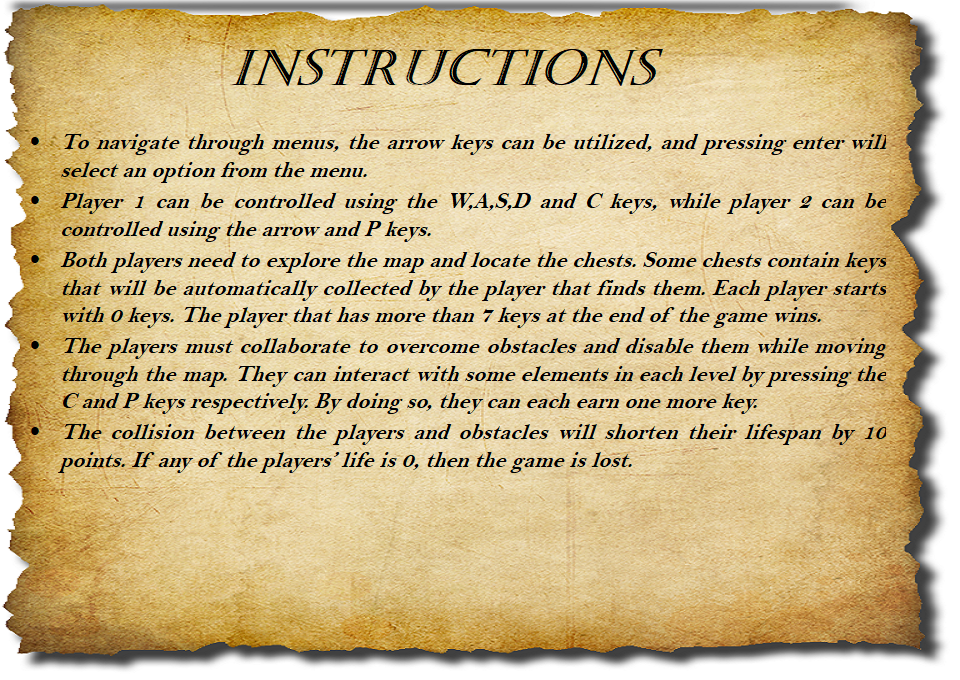 INSTRUCTIONS
• To navigate through menus, the arrow keys can be utilized, and pressing enter will
select an option from the menu.
• Player 1 can be controlled using the W,A,S,D and C keys, while player 2 can be
controlled using the arrow and P keys.
• Both players need to explore the map and locate the chests. Some chests contain keys
that will be automatically collected by the player that finds them. Each player starts
with 0 keys. The player that has more than 7 keys at the end of the game wins.
• The players must collaborate to overcome obstacles and disable them while moving
through the map. They can interact with some elements in each level by pressing the
C and P keys respectively. By doing so, they can each earn one more key.
• The collision between the players and obstacles will shorten their lifespan by 10
points. If any of the players’ life is 0, then the game is lost.